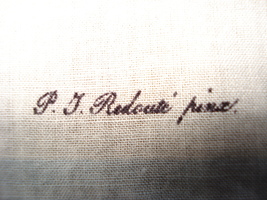 P. J. Redouté pinx.